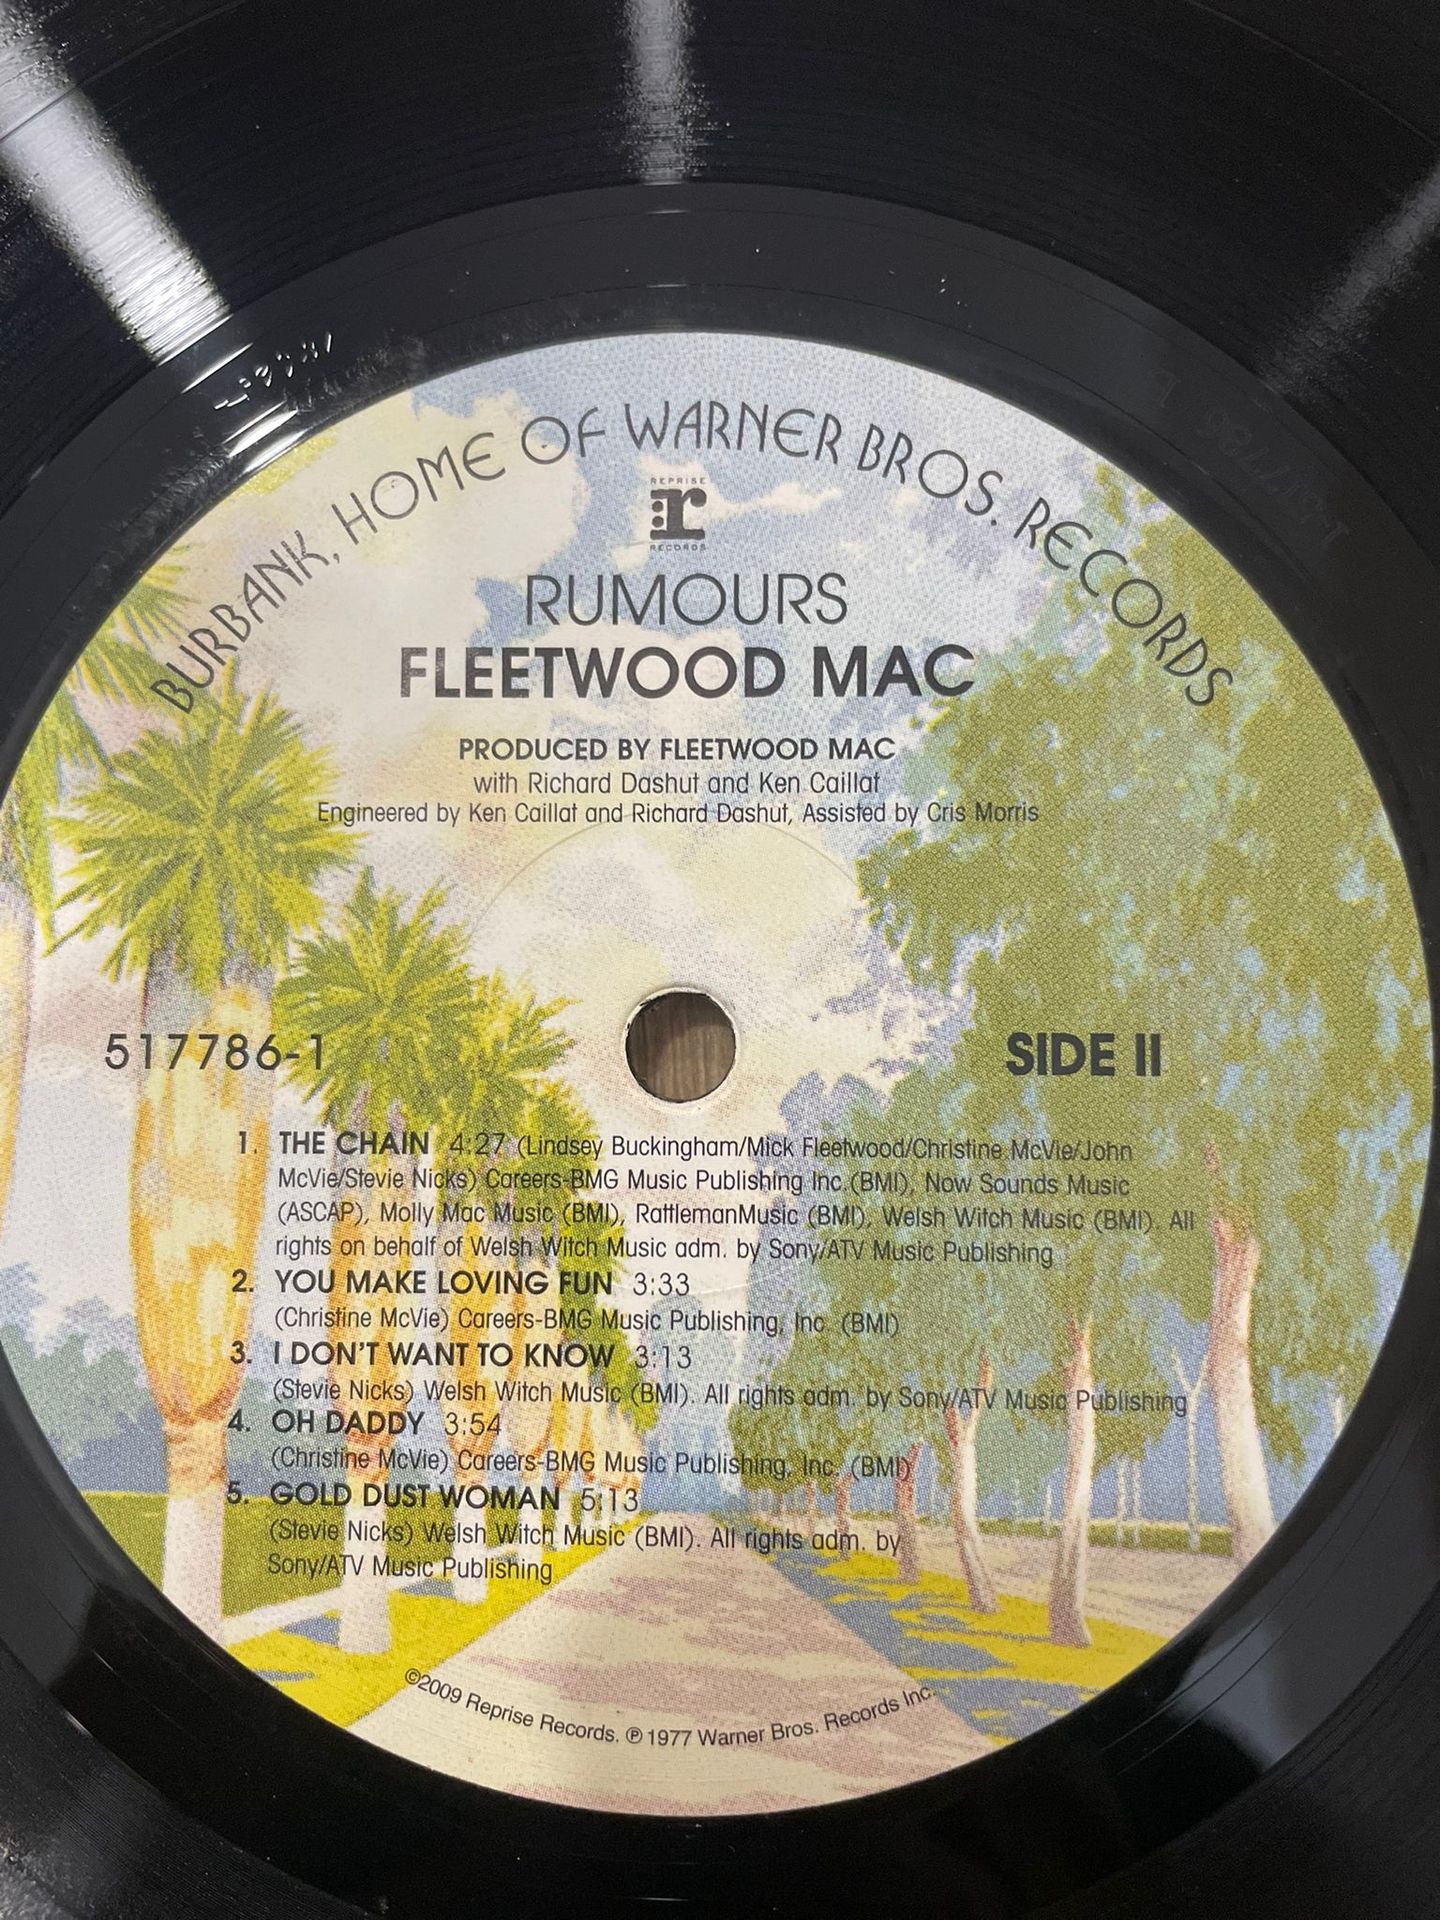 BURBANK, HOME OF WARNER BROS. RECORDS
REPRISE
r
RECORDS
RUMOURS
FLEETWOOD MAC
PRODUCED BY FLEETWOOD MAC
with Richard Dashut and Ken Caillat
Engineered by Ken Caillat and Richard Dashut, Assisted by Cris Morris
517786-1
SIDE II
1. THE CHAIN 4:27 (Lindsey Buckingham/Mick Fleetwood/Christine McVie/John
McVie/Stevie Nicks) Careers-BMG Music Publishing Inc.(BMI), Now Sounds Music
(ASCAP), Molly Mac Music (BMI), RattlemanMusic (BMI), Welsh Witch Music (BMI). All
rights on behalf of Welsh Witch Music adm. by Sony/ATV Music Publishing
2. YOU MAKE LOVING FUN 3:33
(Christine McVie) Careers-BMG Music Publishing, Inc. (BMI)
3. I DON'T WANT TO KNOW 3:13
(Stevie Nicks) Welsh Witch Music (BMI). All rights adm. by Sony/ATV Music Publishing
4. OH DADDY 3:54
(Christine McVie) Careers-BMG Music Publishing, Inc. (BMI)
5. GOLD DUST WOMAN 5:13
(Stevie Nicks) Welsh Witch Music (BMI). All rights adm. by
Sony/ATV Music Publishing
©2009 Reprise Records. ℗ 1977 Warner Bros. Records Inc.